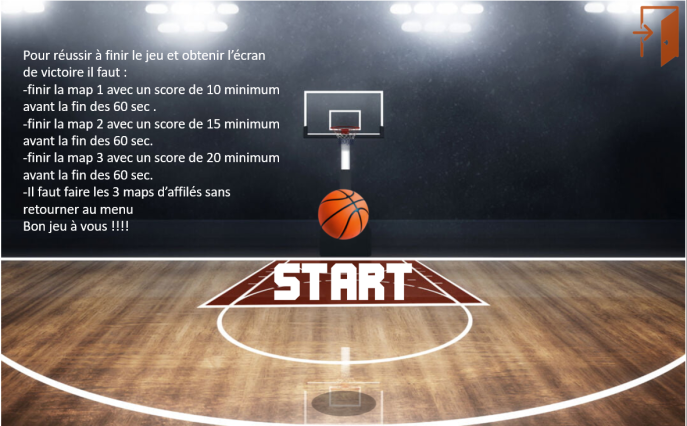 Pour réussir à finir le jeu et obtenir l'écran
de victoire il faut :
-finir la map 1 avec un score de 10 minimum
avant la fin des 60 sec .
-finir la map 2 avec un score de 15 minimum
avant la fin des 60 sec.
-finir la map 3 avec un score de 20 minimum
avant la fin des 60 sec.
-Il faut faire les 3 maps d'affilés sans
retourner au menu
Bon jeu à vous !!!!
START